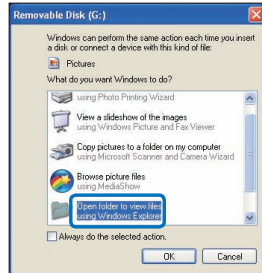 Removable Disk (G:)
Windows can perform the same action each time you insert
a disk or connect a device with this kind of file:
Pictures
What do you want Windows to do?
using Photo Printing Wizard
View a slideshow of the images
using Windows Picture and Fax Viewer
Copy pictures to a folder on my computer
using Microsoft Scanner and Camera Wizard
Browse picture files
using MediaShow
Open folder to view files
using Windows Explorer
Always do the selected action.
OK
Cancel